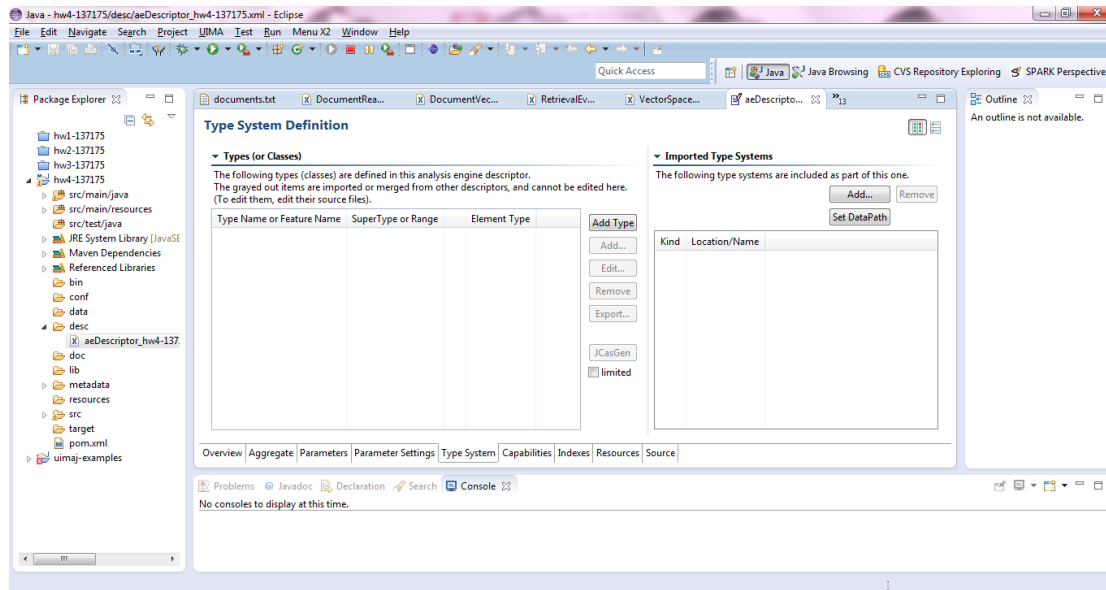 Java - hw4-137175/desc/aeDescriptor_hw4-137175.xml - Eclipse
File Edit Navigate Search Project UIMA Test Run Menu X2 Window Help
Quick Access
Java Java Browsing CVS Repository Exploring SPARK Perspective
Package Explorer
hw1-137175
hw2-137175
hw3-137175
hw4-137175
src/main/java
src/main/resources
src/test/java
JRE System Library [JavaSE
Maven Dependencies
Referenced Libraries
bin
conf
data
desc
aeDescriptor_hw4-137
doc
lib
metadata
resources
src
target
pom.xml
uimaj-examples
documents.txt DocumentRea... DocumentVec... RetrievalEv... VectorSpace... aeDescripto... »13
Type System Definition
Types (or Classes)
The following types (classes) are defined in this analysis engine descriptor.
The grayed out items are imported or merged from other descriptors, and cannot be edited here.
(To edit them, edit their source files).
Type Name or Feature Name SuperType or Range Element Type
Add Type
Add...
Edit...
Remove
Export...
JCasGen
limited
Imported Type Systems
The following type systems are included as part of this one.
Add... Remove
Set DataPath
Kind Location/Name
Overview Aggregate Parameters Parameter Settings Type System Capabilities Indexes Resources Source
Outline
An outline is not available.
Problems @ Javadoc Declaration Search Console
No consoles to display at this time.